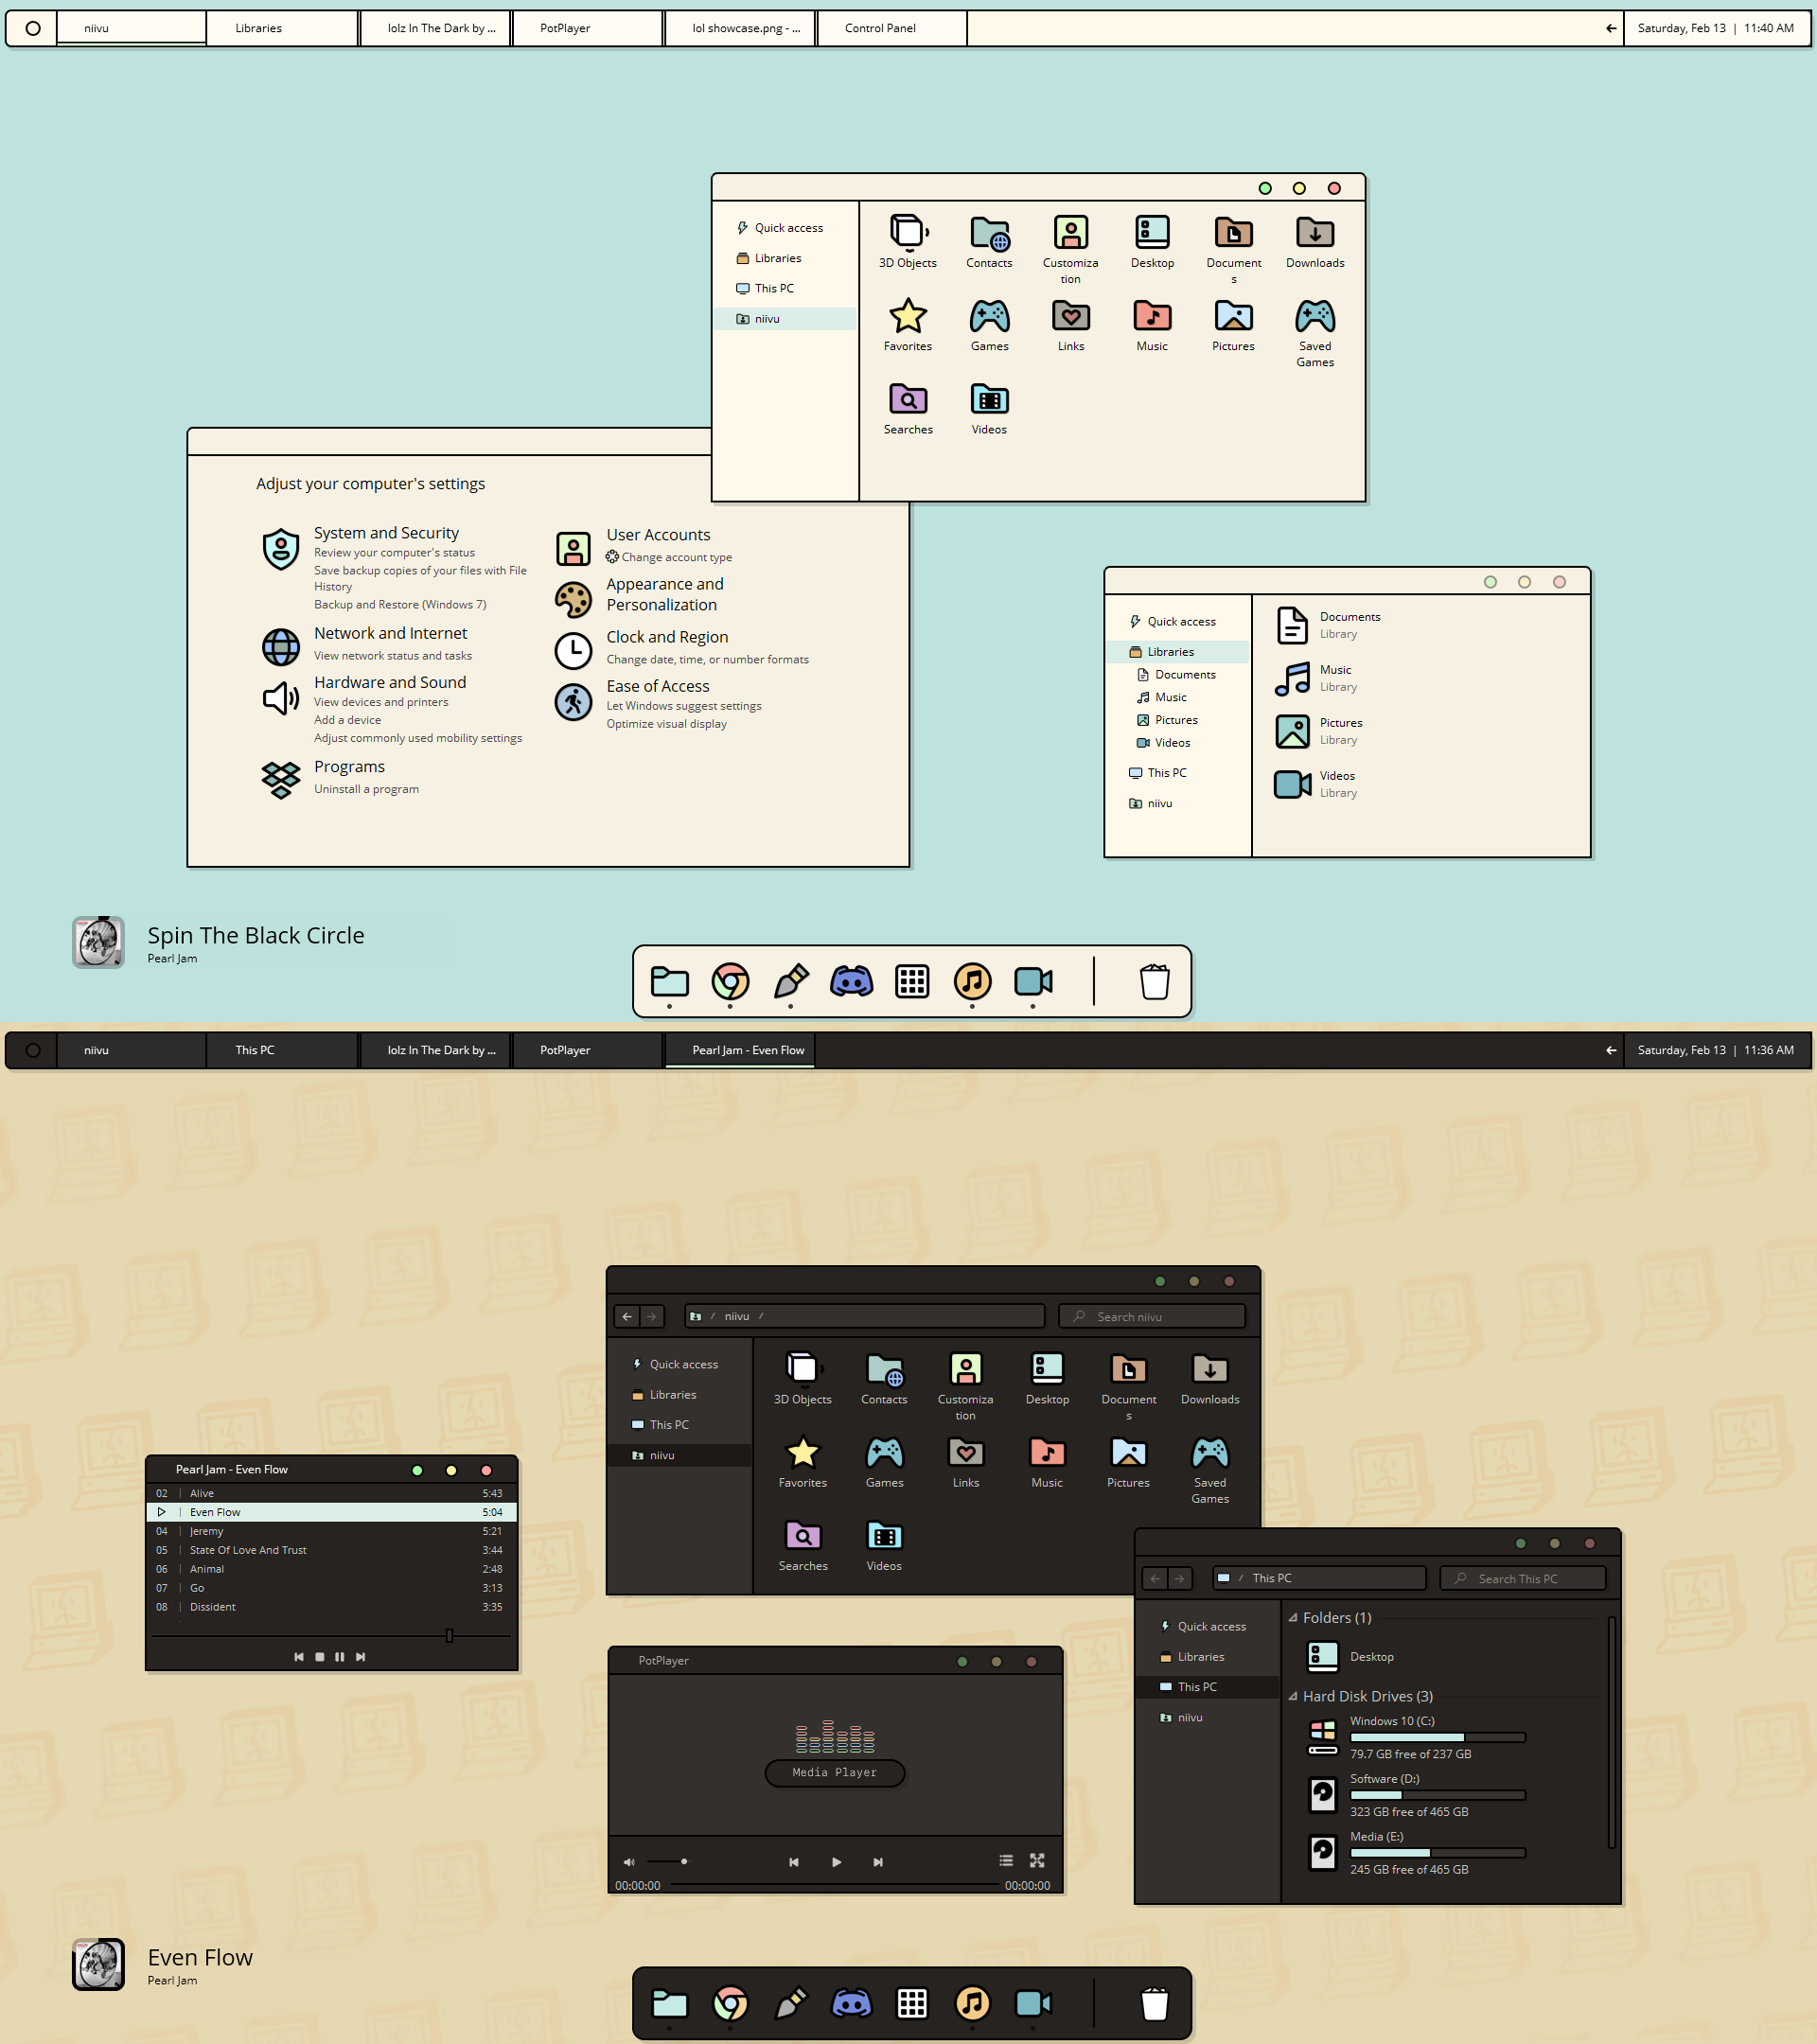 niivu
Libraries
lolz In The Dark by ...
PotPlayer
lol showcase.png - ...
Control Panel
Saturday, Feb 13 | 11:40 AM
Quick access
Libraries
This PC
niivu
3D Objects
Contacts
Customiza
tion
Desktop
Document
s
Downloads
Favorites
Games
Links
Music
Pictures
Saved
Games
Searches
Videos
Adjust your computer's settings
System and Security
Review your computer's status
Save backup copies of your files with File
History
Backup and Restore (Windows 7)
Network and Internet
View network status and tasks
Hardware and Sound
View devices and printers
Add a device
Adjust commonly used mobility settings
Programs
Uninstall a program
User Accounts
Change account type
Appearance and
Personalization
Clock and Region
Change date, time, or number formats
Ease of Access
Let Windows suggest settings
Optimize visual display
Quick access
Libraries
Documents
Music
Pictures
Videos
This PC
niivu
Documents
Library
Music
Library
Pictures
Library
Videos
Library
Spin The Black Circle
Pearl Jam
niivu
This PC
lolz In The Dark by ...
PotPlayer
Pearl Jam - Even Flow
Saturday, Feb 13 | 11:36 AM
/ niivu /
Search niivu
Quick access
Libraries
This PC
niivu
3D Objects
Contacts
Customiza
tion
Desktop
Document
s
Downloads
Favorites
Games
Links
Music
Pictures
Saved
Games
Searches
Videos
Pearl Jam - Even Flow
02 | Alive 5:43
| Even Flow 5:04
04 | Jeremy 5:21
05 | State Of Love And Trust 3:44
06 | Animal 2:48
07 | Go 3:13
08 | Dissident 3:35
PotPlayer
Media Player
00:00:00
00:00:00
/ This PC
Search This PC
Quick access
Libraries
This PC
niivu
Folders (1)
Desktop
Hard Disk Drives (3)
Windows 10 (C:)
79.7 GB free of 237 GB
Software (D:)
323 GB free of 465 GB
Media (E:)
245 GB free of 465 GB
Even Flow
Pearl Jam